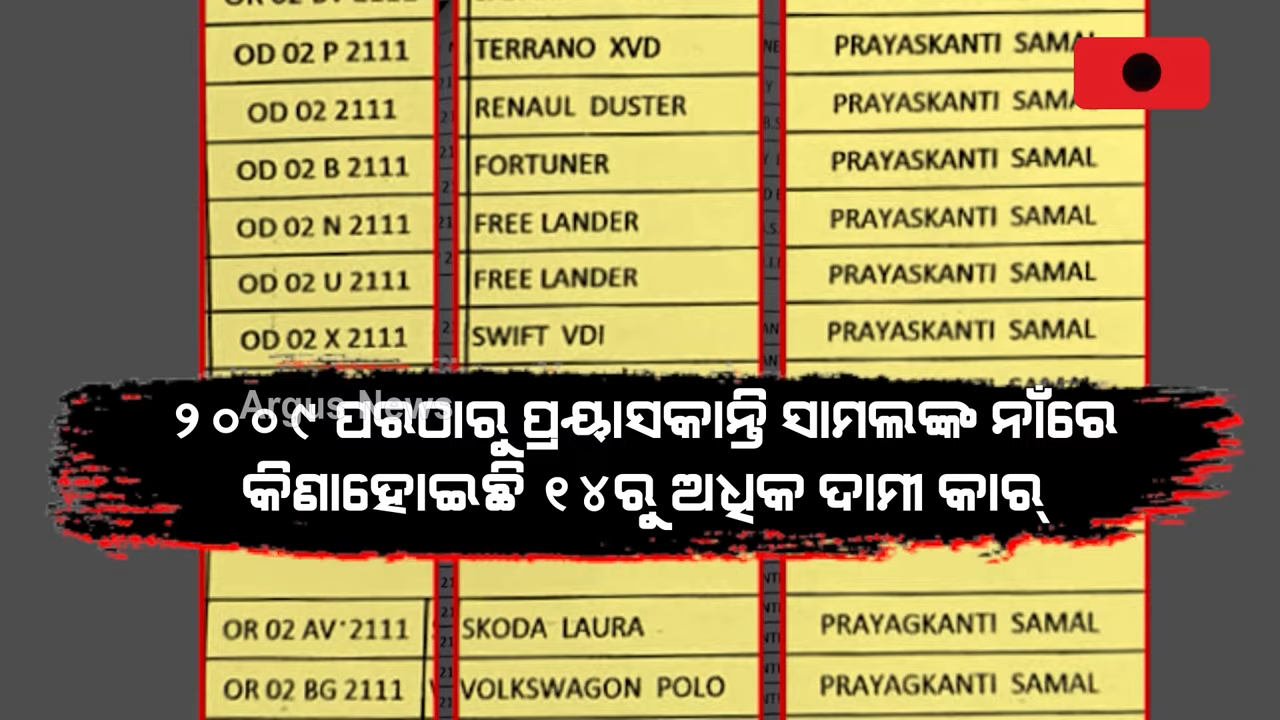 OD 02 P 2111 TERRANO XVD PRAYASKANTI SAMAL
OD 02 2111 RENAUL DUSTER PRAYASKANTI
OD 02 B 2111 FORTUNER PRAYASKANTI SAMAL
OD 02 N 2111 FREE LANDER PRAYASKANTI SAMAL
OD 02 U 2111 FREE LANDER PRAYASKANTI SAMAL
OD 02 X 2111 SWIFT VDI PRAYASKANTI SAMAL
Argus News
୨୦୦୯ ପରଠାରୁ ପ୍ରୟାସକାନ୍ତି ସାମଲଙ୍କ ନାଁରେ
କିଣାହୋଇଛି ୧୪ରୁ ଅଧିକ ଦାମୀ କାର୍
OR 02 AV 2111 SKODA LAURA PRAYAGKANTI SAMAL
OR 02 BG 2111 VOLKSWAGON POLO PRAYAGKANTI SAMAL